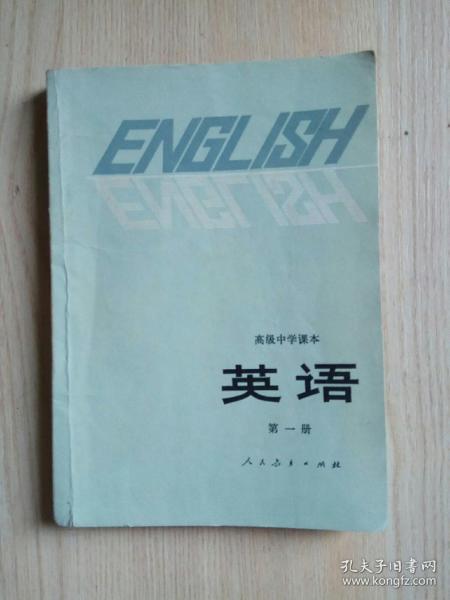 ENGLISH
ENGLISH
高级中学课本
英语
第一册
人民教育出版社
孔夫子旧书网
www.kongfz.com